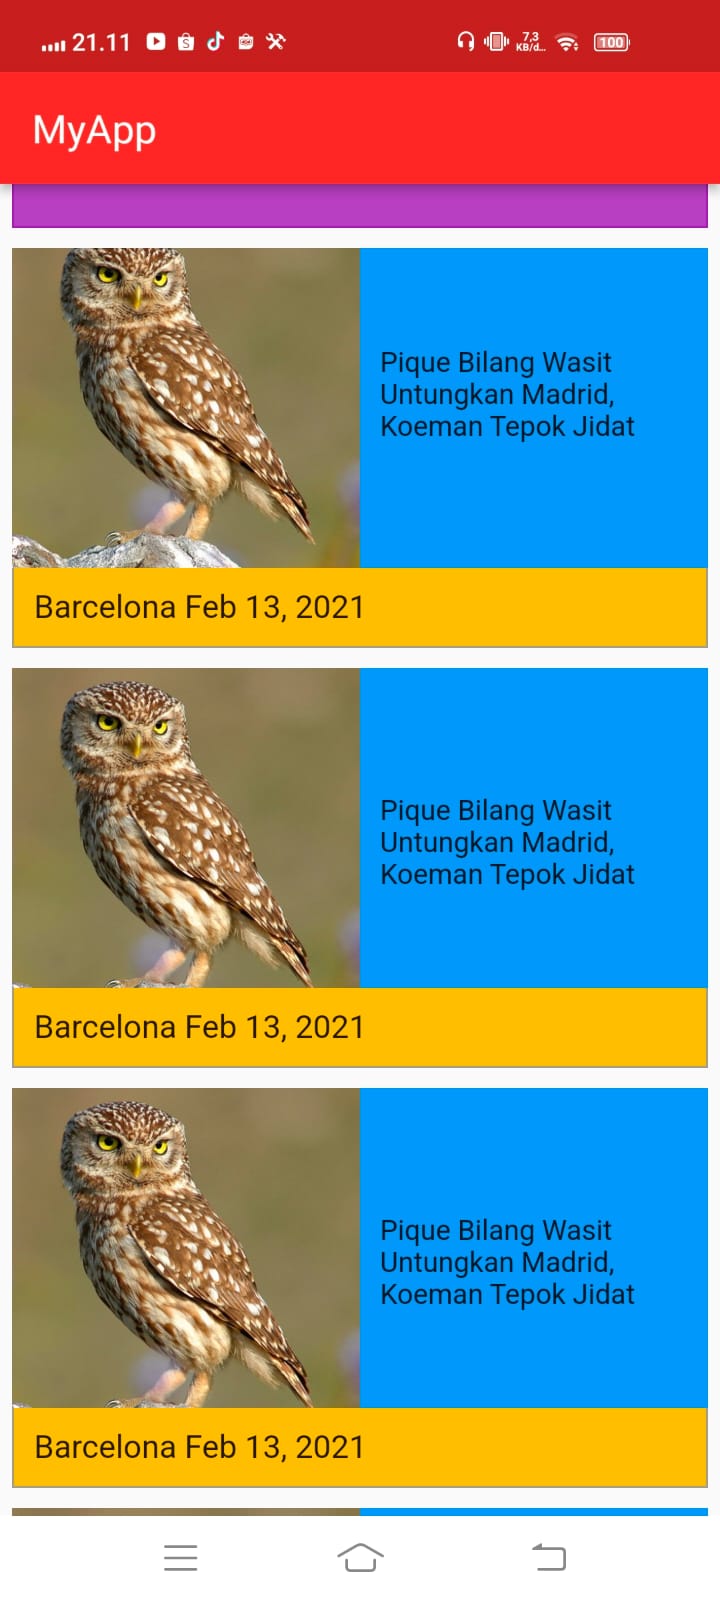 21.11
7,3
KB/d...
100
MyApp
Pique Bilang Wasit
Untungkan Madrid,
Koeman Tepok Jidat
Barcelona Feb 13, 2021
Pique Bilang Wasit
Untungkan Madrid,
Koeman Tepok Jidat
Barcelona Feb 13, 2021
Pique Bilang Wasit
Untungkan Madrid,
Koeman Tepok Jidat
Barcelona Feb 13, 2021